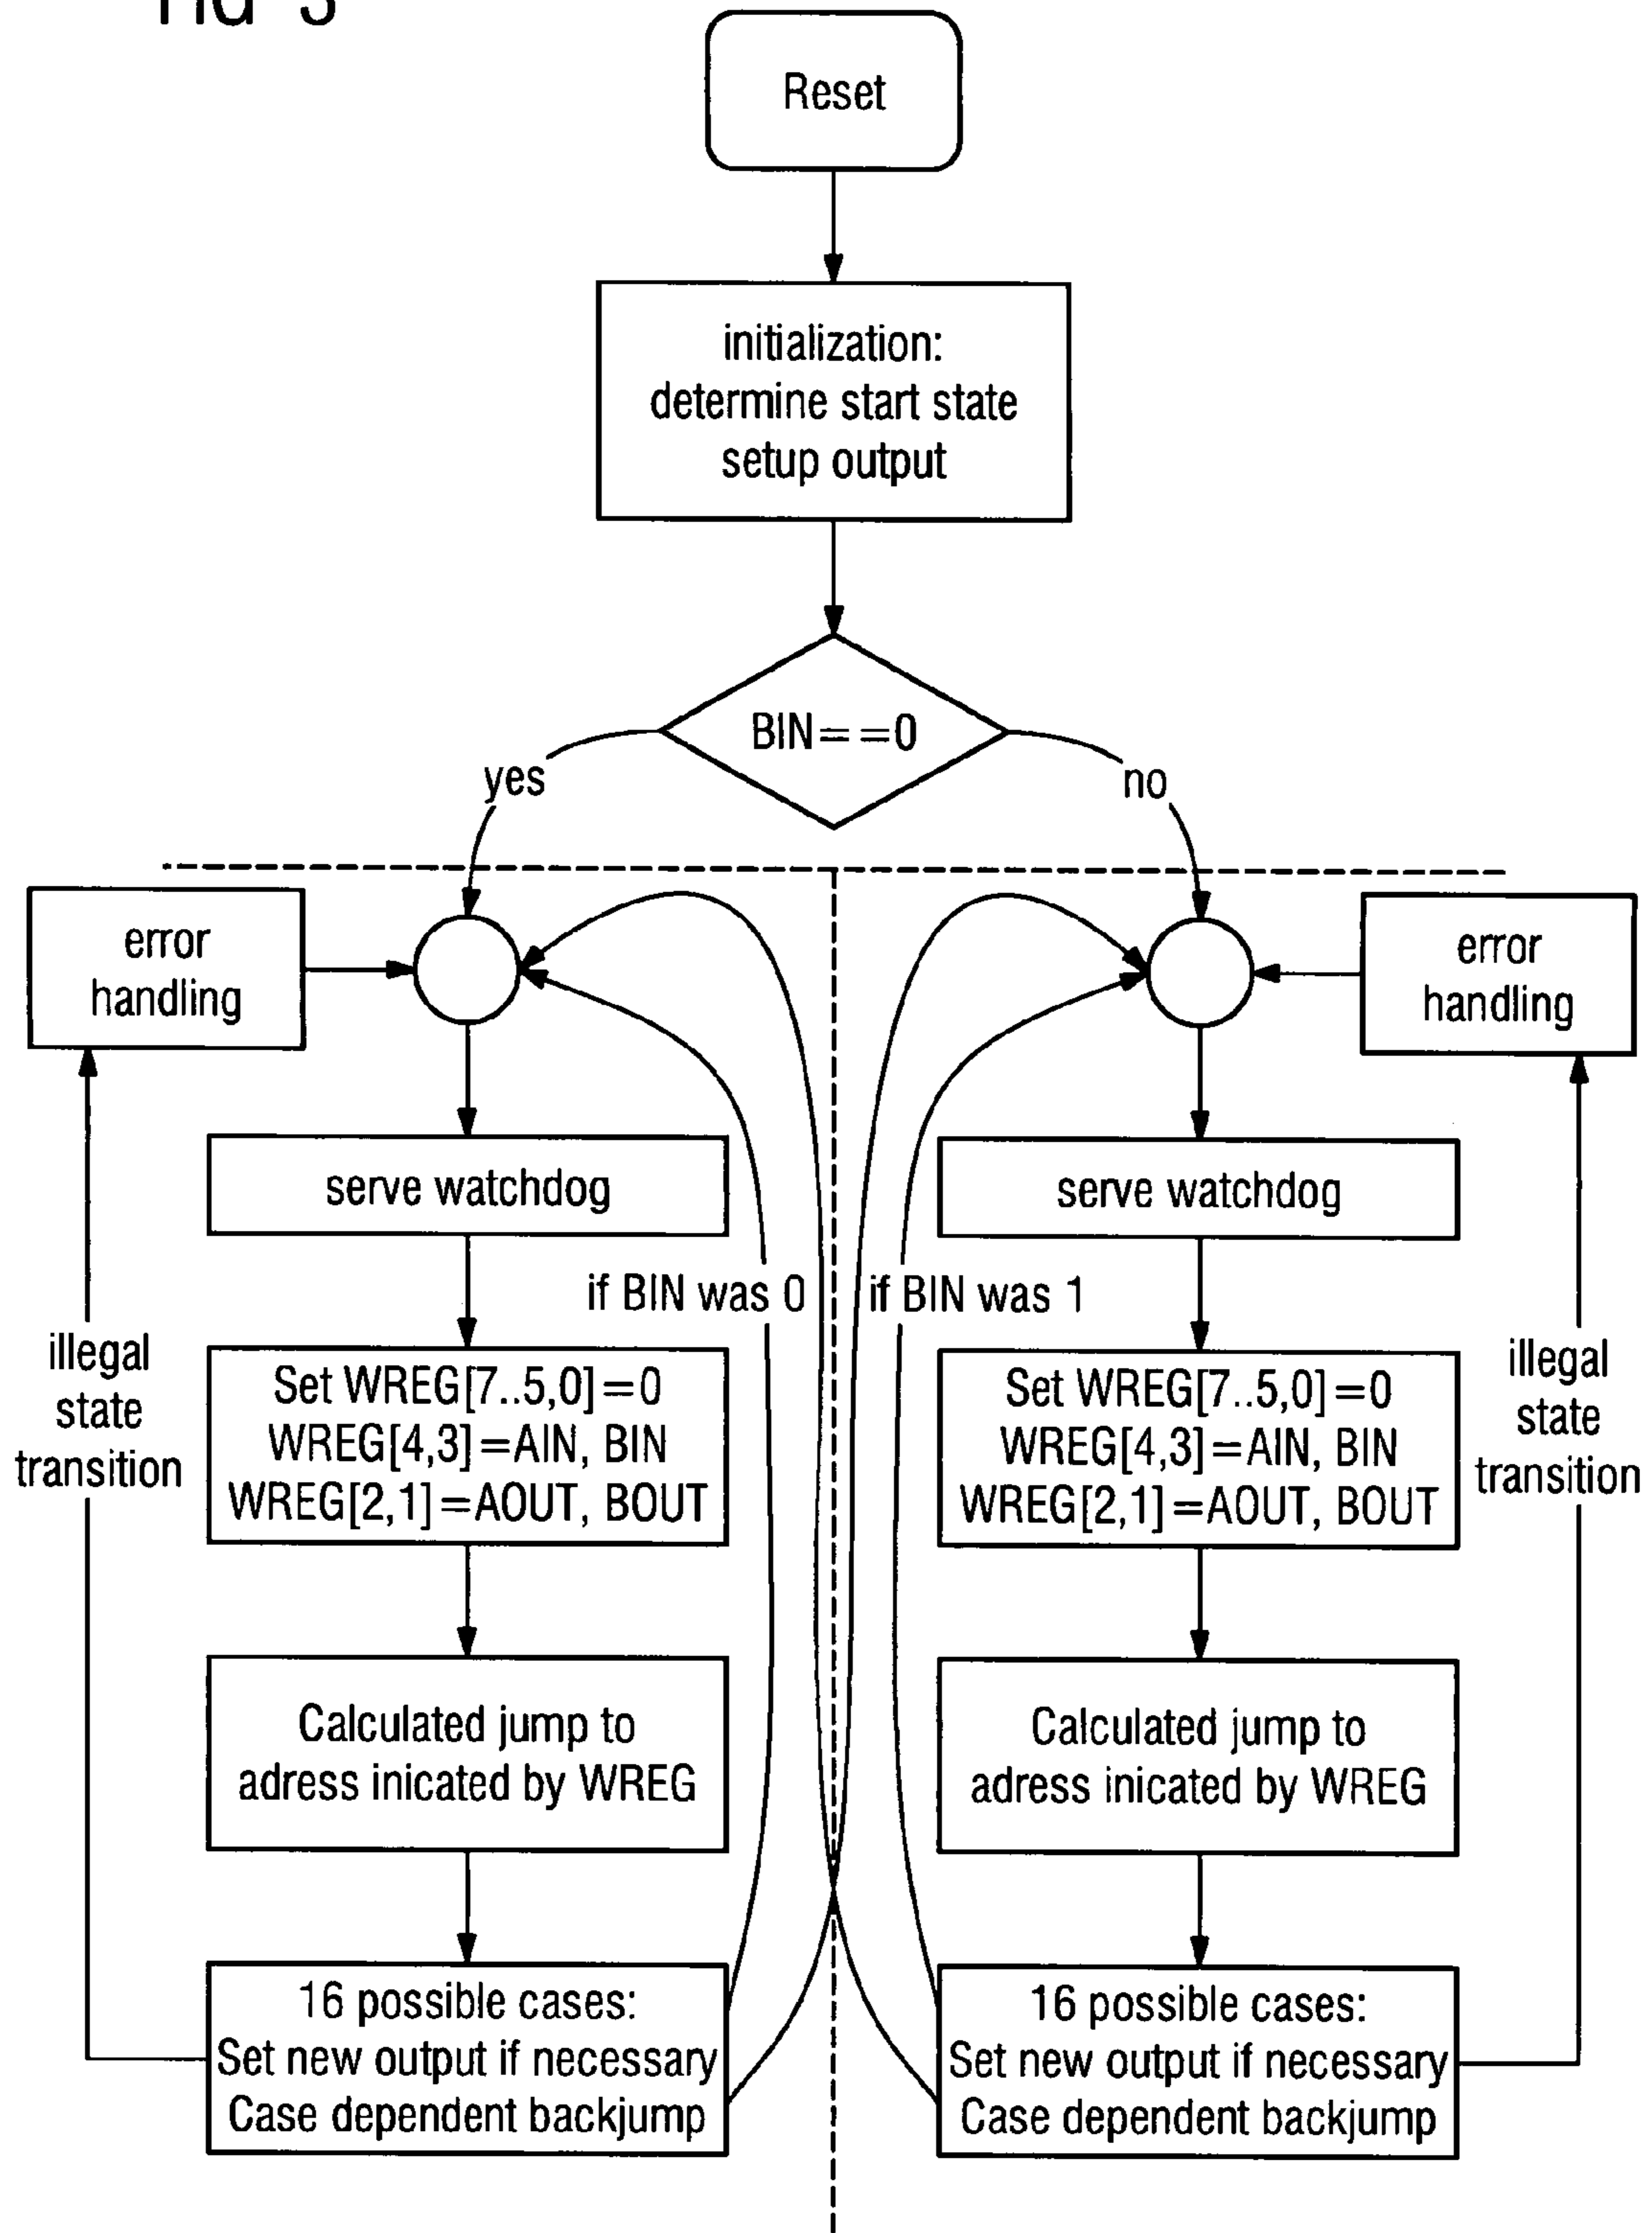 FIG 3
Reset
initialization:
determine start state
setup output
BIN==0
yes
no
error
handling
error
handling
serve watchdog
serve watchdog
if BIN was 0
if BIN was 1
illegal
state
transition
Set WREG[7..5,0]=0
WREG[4,3]=AIN, BIN
WREG[2,1]=AOUT, BOUT
Set WREG[7..5,0]=0
WREG[4,3]=AIN, BIN
WREG[2,1]=AOUT, BOUT
illegal
state
transition
Calculated jump to
adress inicated by WREG
Calculated jump to
adress inicated by WREG
16 possible cases:
Set new output if necessary
Case dependent backjump
16 possible cases:
Set new output if necessary
Case dependent backjump